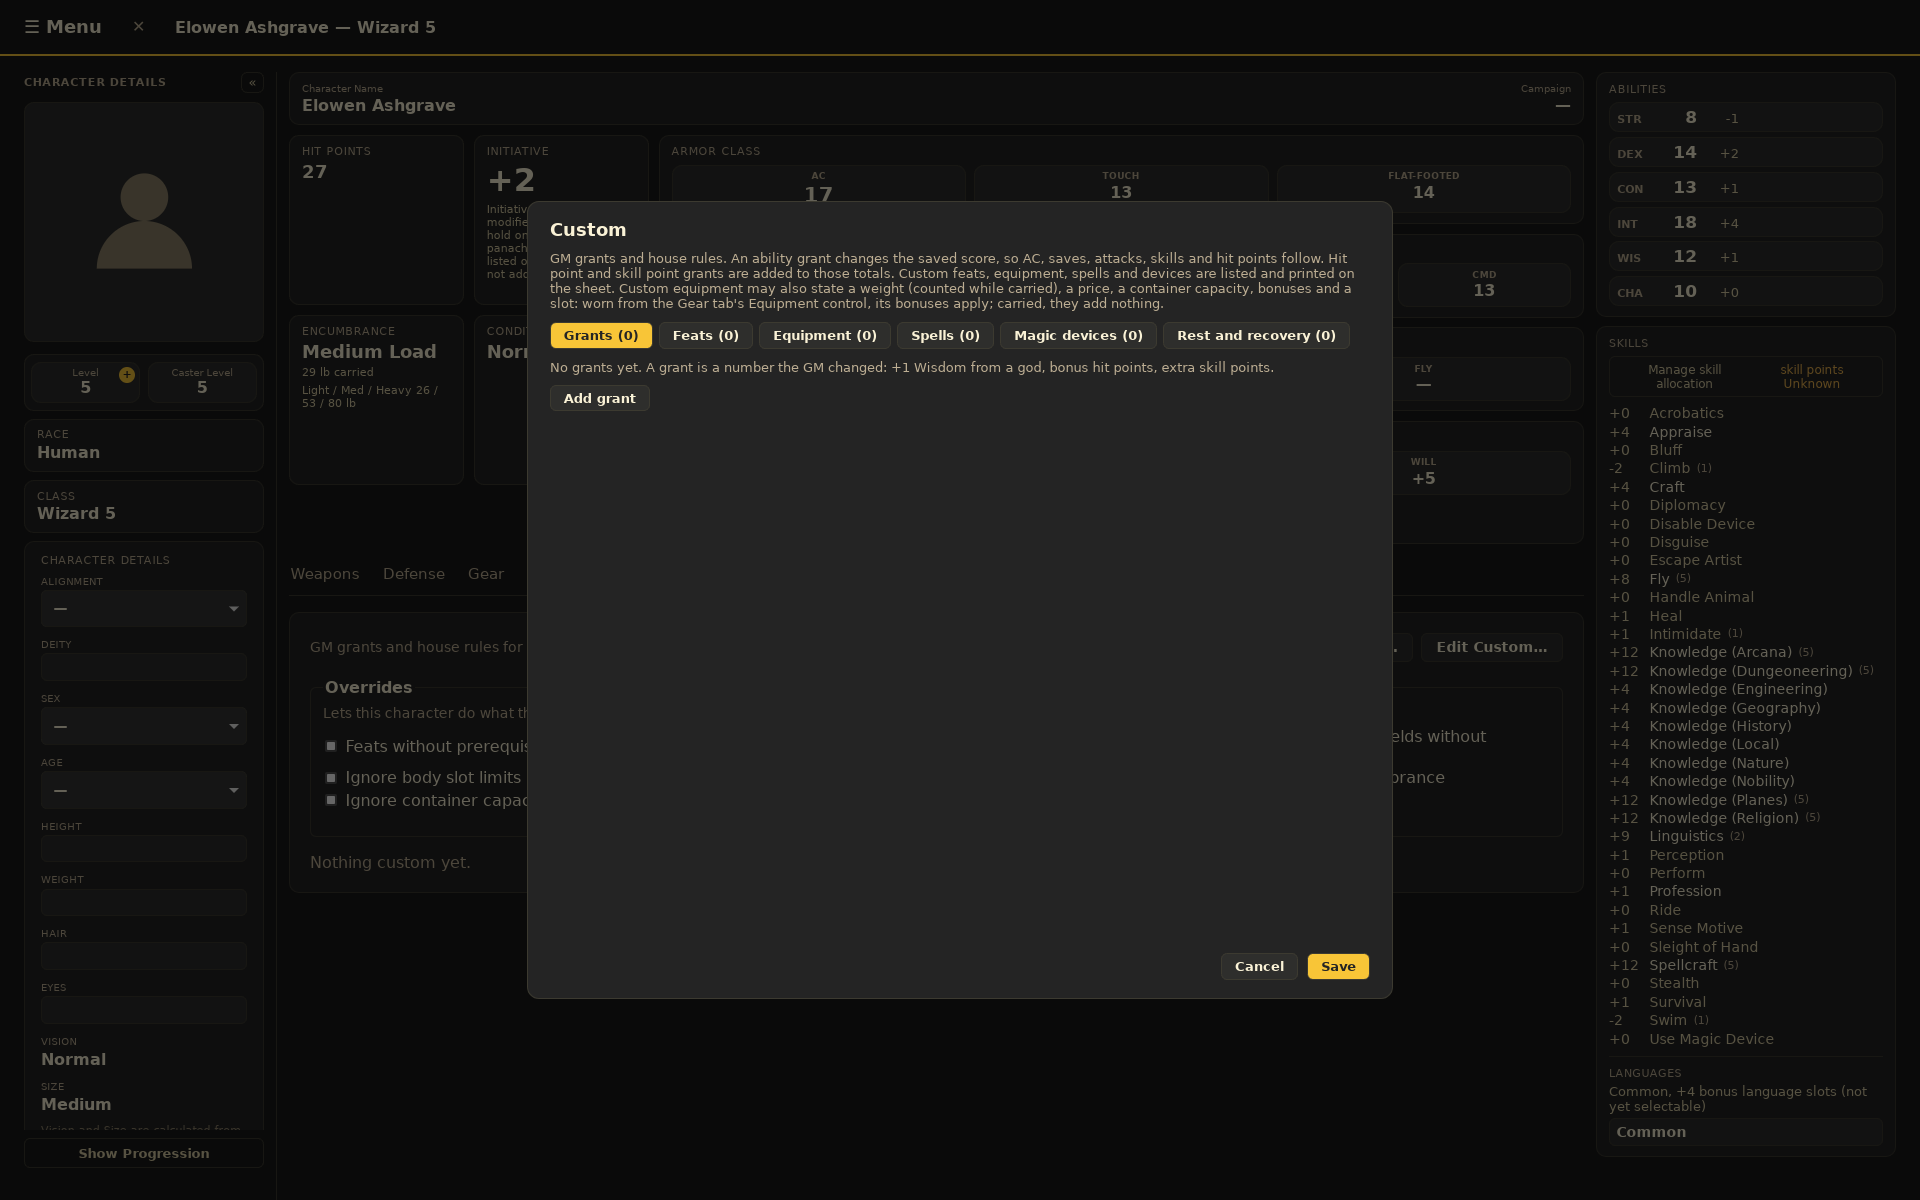 ☰ Menu
✕
Elowen Ashgrave — Wizard 5
CHARACTER DETAILS
«
Level
5
+
Caster Level
5
RACE
Human
CLASS
Wizard 5
CHARACTER DETAILS
ALIGNMENT
—
DEITY
SEX
—
AGE
—
HEIGHT
WEIGHT
HAIR
EYES
VISION
Normal
SIZE
Medium
Vision and Size are calculated from
Show Progression
Character Name
Elowen Ashgrave
Campaign
—
HIT POINTS
27
INITIATIVE
+2
ARMOR CLASS
AC
17
TOUCH
13
FLAT-FOOTED
14
CMD
13
ENCUMBRANCE
Medium Load
29 lb carried
Light / Med / Heavy 26 /
53 / 80 lb
FLY
—
WILL
+5
Weapons
Defense
Gear
GM grants and house rules for
Edit Custom…
Overrides
Lets this character do what
Feats without
Ignore body slot limits
Ignore container
without
Nothing custom yet.
Custom
GM grants and house rules. An ability grant changes the saved score, so AC, saves, attacks, skills and hit points follow. Hit
point and skill point grants are added to those totals. Custom feats, equipment, spells and devices are listed and printed on
the sheet. Custom equipment may also state a weight (counted while carried), a price, a container capacity, bonuses and a
slot: worn from the Gear tab's Equipment control, its bonuses apply; carried, they add nothing.
Grants (0)
Feats (0)
Equipment (0)
Spells (0)
Magic devices (0)
Rest and recovery (0)
No grants yet. A grant is a number the GM changed: +1 Wisdom from a god, bonus hit points, extra skill points.
Add grant
Cancel
Save
ABILITIES
STR 8 -1
DEX 14 +2
CON 13 +1
INT 18 +4
WIS 12 +1
CHA 10 +0
SKILLS
Manage skill
allocation
skill points
Unknown
+0 Acrobatics
+4 Appraise
+0 Bluff
-2 Climb (1)
+4 Craft
+0 Diplomacy
+0 Disable Device
+0 Disguise
+0 Escape Artist
+8 Fly (5)
+0 Handle Animal
+1 Heal
+1 Intimidate (1)
+12 Knowledge (Arcana) (5)
+12 Knowledge (Dungeoneering) (5)
+4 Knowledge (Engineering)
+4 Knowledge (Geography)
+4 Knowledge (History)
+4 Knowledge (Local)
+4 Knowledge (Nature)
+4 Knowledge (Nobility)
+12 Knowledge (Planes) (5)
+12 Knowledge (Religion) (5)
+9 Linguistics (2)
+1 Perception
+0 Perform
+1 Profession
+0 Ride
+1 Sense Motive
+0 Sleight of Hand
+12 Spellcraft (5)
+0 Stealth
+1 Survival
-2 Swim (1)
+0 Use Magic Device
LANGUAGES
Common, +4 bonus language slots (not
yet selectable)
Common